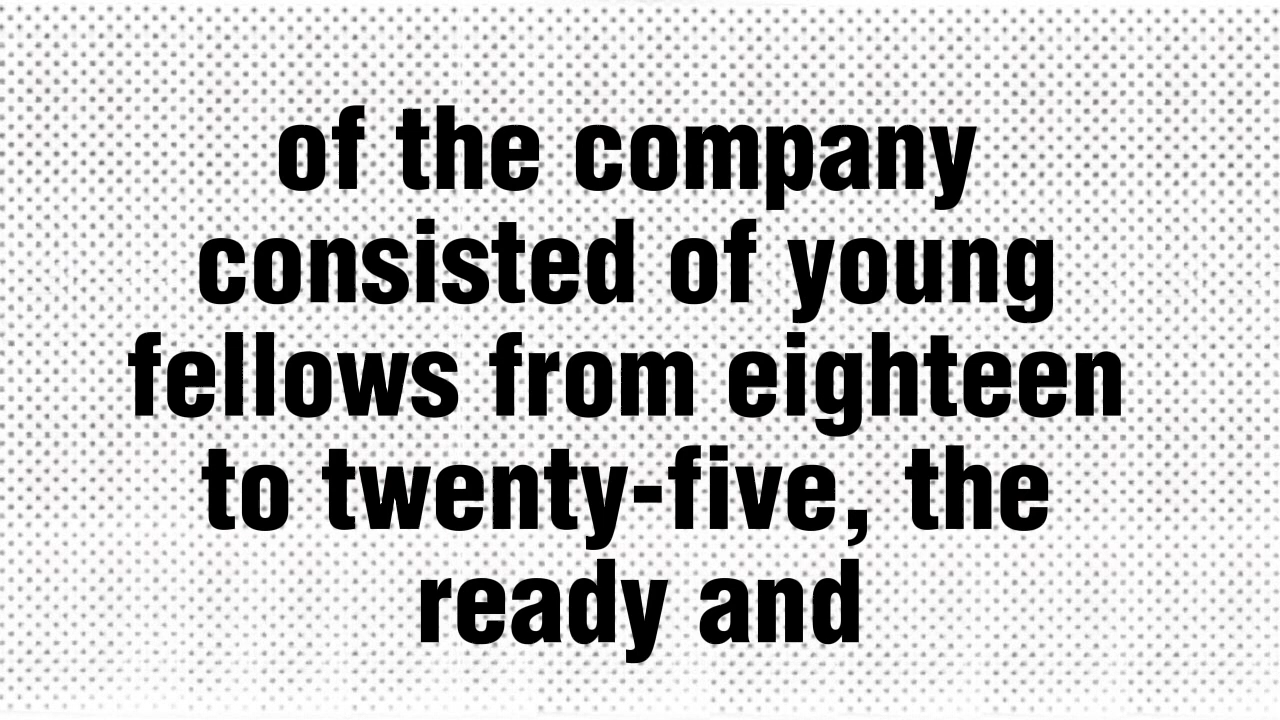 of the company
consisted of young
fellows from eighteen
to twenty-five, the
ready and